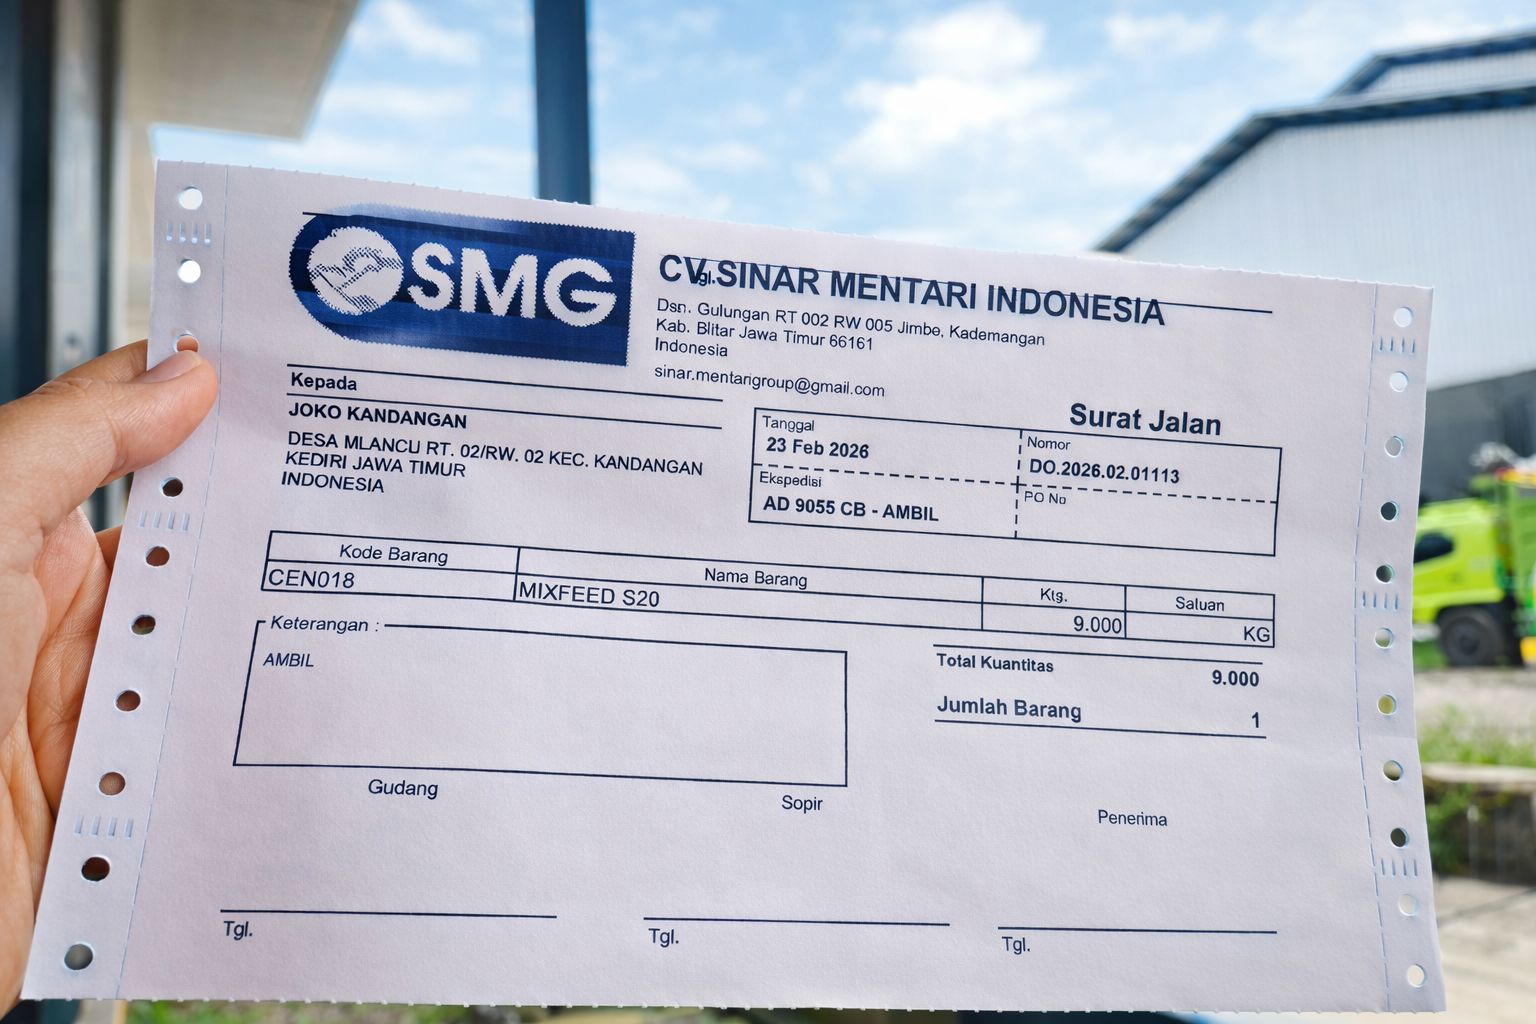 SMG
CV.SINAR MENTARI INDONESIA
Tgl.
Dsn. Gulungan RT 002 RW 005 Jimbe, Kademangan
Kab. Blitar Jawa Timur 66161
Indonesia
sinar.mentarigroup@gmail.com
Kepada
JOKO KANDANGAN
DESA MLANCU RT. 02/RW. 02 KEC. KANDANGAN
KEDIRI JAWA TIMUR
INDONESIA
Surat Jalan
Tanggal
23 Feb 2026
Nomor
DO.2026.02.01113
Ekspedisi
AD 9055 CB - AMBIL
PO No
Kode Barang Nama Barang Kts. Saluan
CEN018 MIXFEED S20 9.000 KG
Keterangan :
AMBIL
Total Kuantitas 9.000
Jumlah Barang 1
Gudang Sopir Penerima
Tgl. Tgl. Tgl.